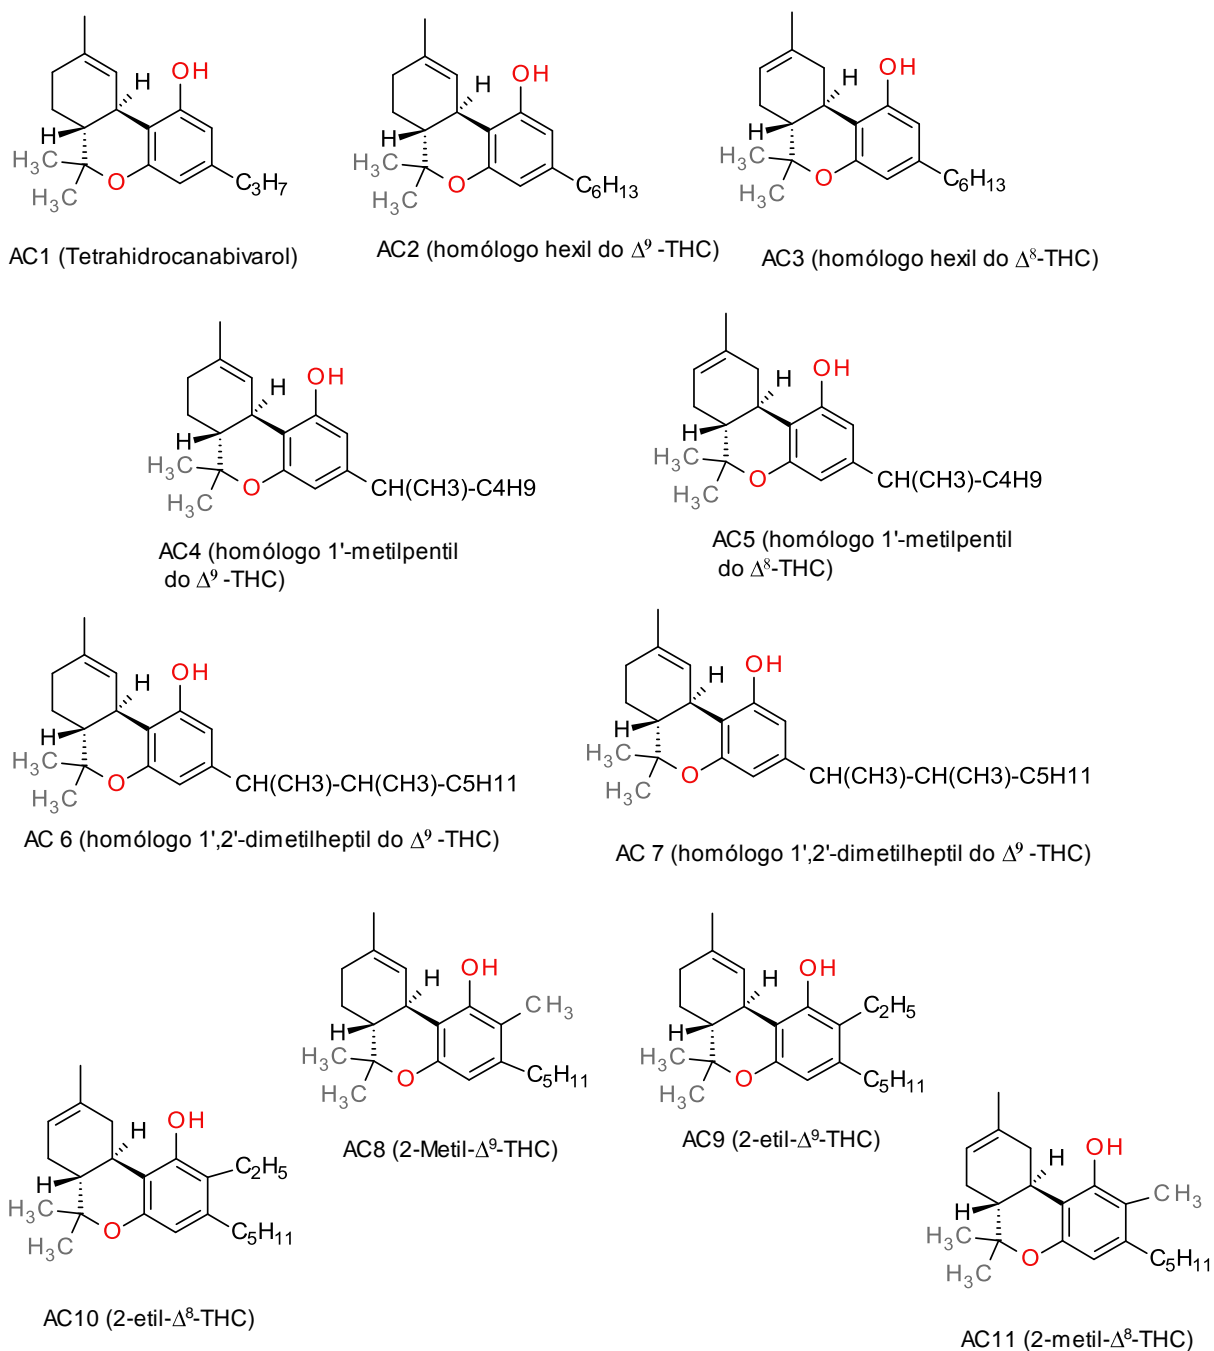 H
OH
H
H₃C
H₃C
O
C₃H₇
AC1 (Tetrahidrocanabivarol)
H
OH
H
H₃C
H₃C
O
C₆H₁₃
AC2 (homólogo hexil do Δ⁹ -THC)
H
OH
H
H₃C
H₃C
O
C₆H₁₃
AC3 (homólogo hexil do Δ⁸-THC)
H
OH
H
H₃C
H₃C
O
CH(CH3)-C4H9
AC4 (homólogo 1'-metilpentil
do Δ⁹ -THC)
H
OH
H
H₃C
H₃C
O
CH(CH3)-C4H9
AC5 (homólogo 1'-metilpentil
do Δ⁸-THC)
H
OH
H
H₃C
H₃C
O
CH(CH3)-CH(CH3)-C5H11
AC 6 (homólogo 1',2'-dimetilheptil do Δ⁹ -THC)
H
OH
H
H₃C
H₃C
O
CH(CH3)-CH(CH3)-C5H11
AC 7 (homólogo 1',2'-dimetilheptil do Δ⁹ -THC)
H
OH
CH₃
H
H₃C
H₃C
O
C₅H₁₁
AC8 (2-Metil-Δ⁹-THC)
H
OH
C₂H₅
H
H₃C
H₃C
O
C₅H₁₁
AC9 (2-etil-Δ⁹-THC)
H
OH
C₂H₅
H
H₃C
H₃C
O
C₅H₁₁
AC10 (2-etil-Δ⁸-THC)
H
OH
CH₃
H
H₃C
H₃C
O
C₅H₁₁
AC11 (2-metil-Δ⁸-THC)